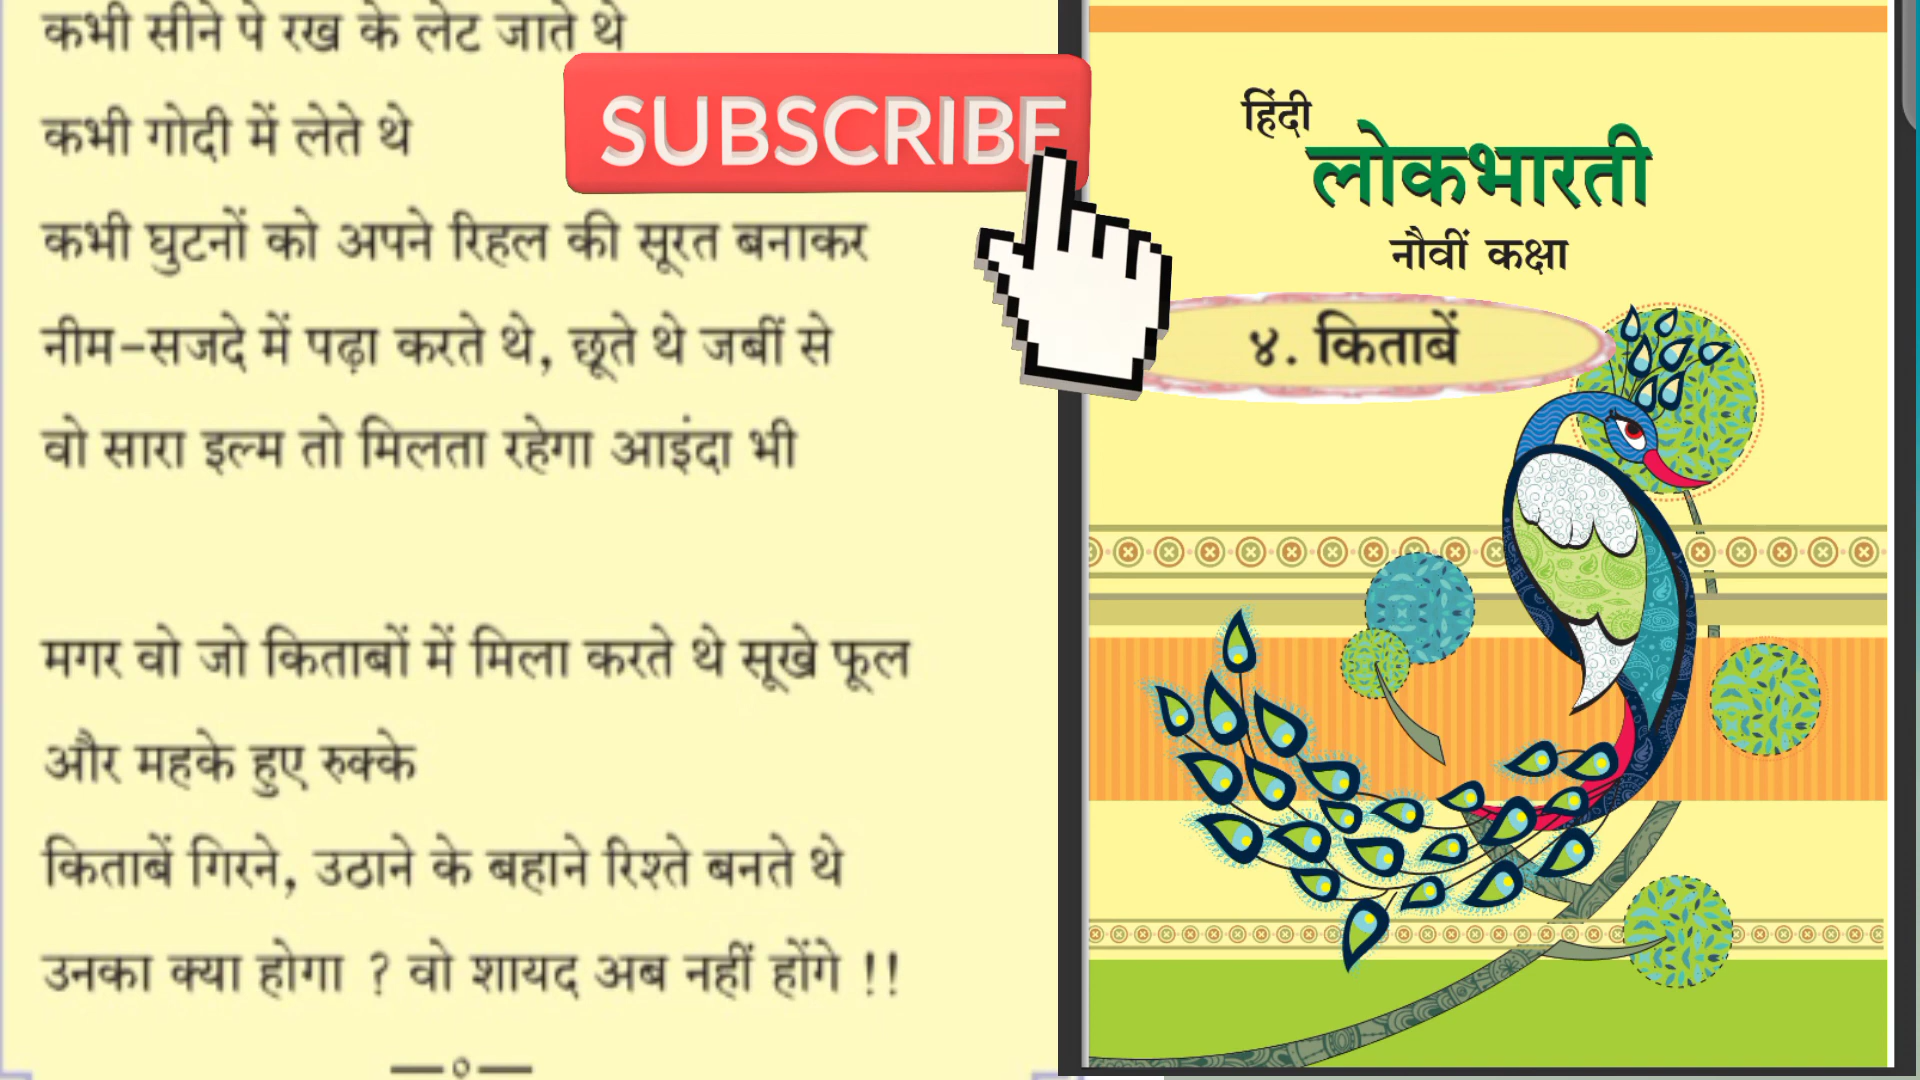 कभी सीने पे रख के लेट जाते थे
कभी गोदी में लेते थे
कभी घुटनों को अपने रिहल की सूरत बनाकर
नीम-सजदे में पढ़ा करते थे, छूते थे जबीं से
वो सारा इल्म तो मिलता रहेगा आइंदा भी
मगर वो जो किताबों में मिला करते थे सूखे फूल
और महके हुए रुक्के
किताबें गिरने, उठाने के बहाने रिश्ते बनते थे
उनका क्या होगा ? वो शायद अब नहीं होंगे !!
—०—
SUBSCRIBE
हिंदी
लोकभारती
नौवीं कक्षा
४. किताबें